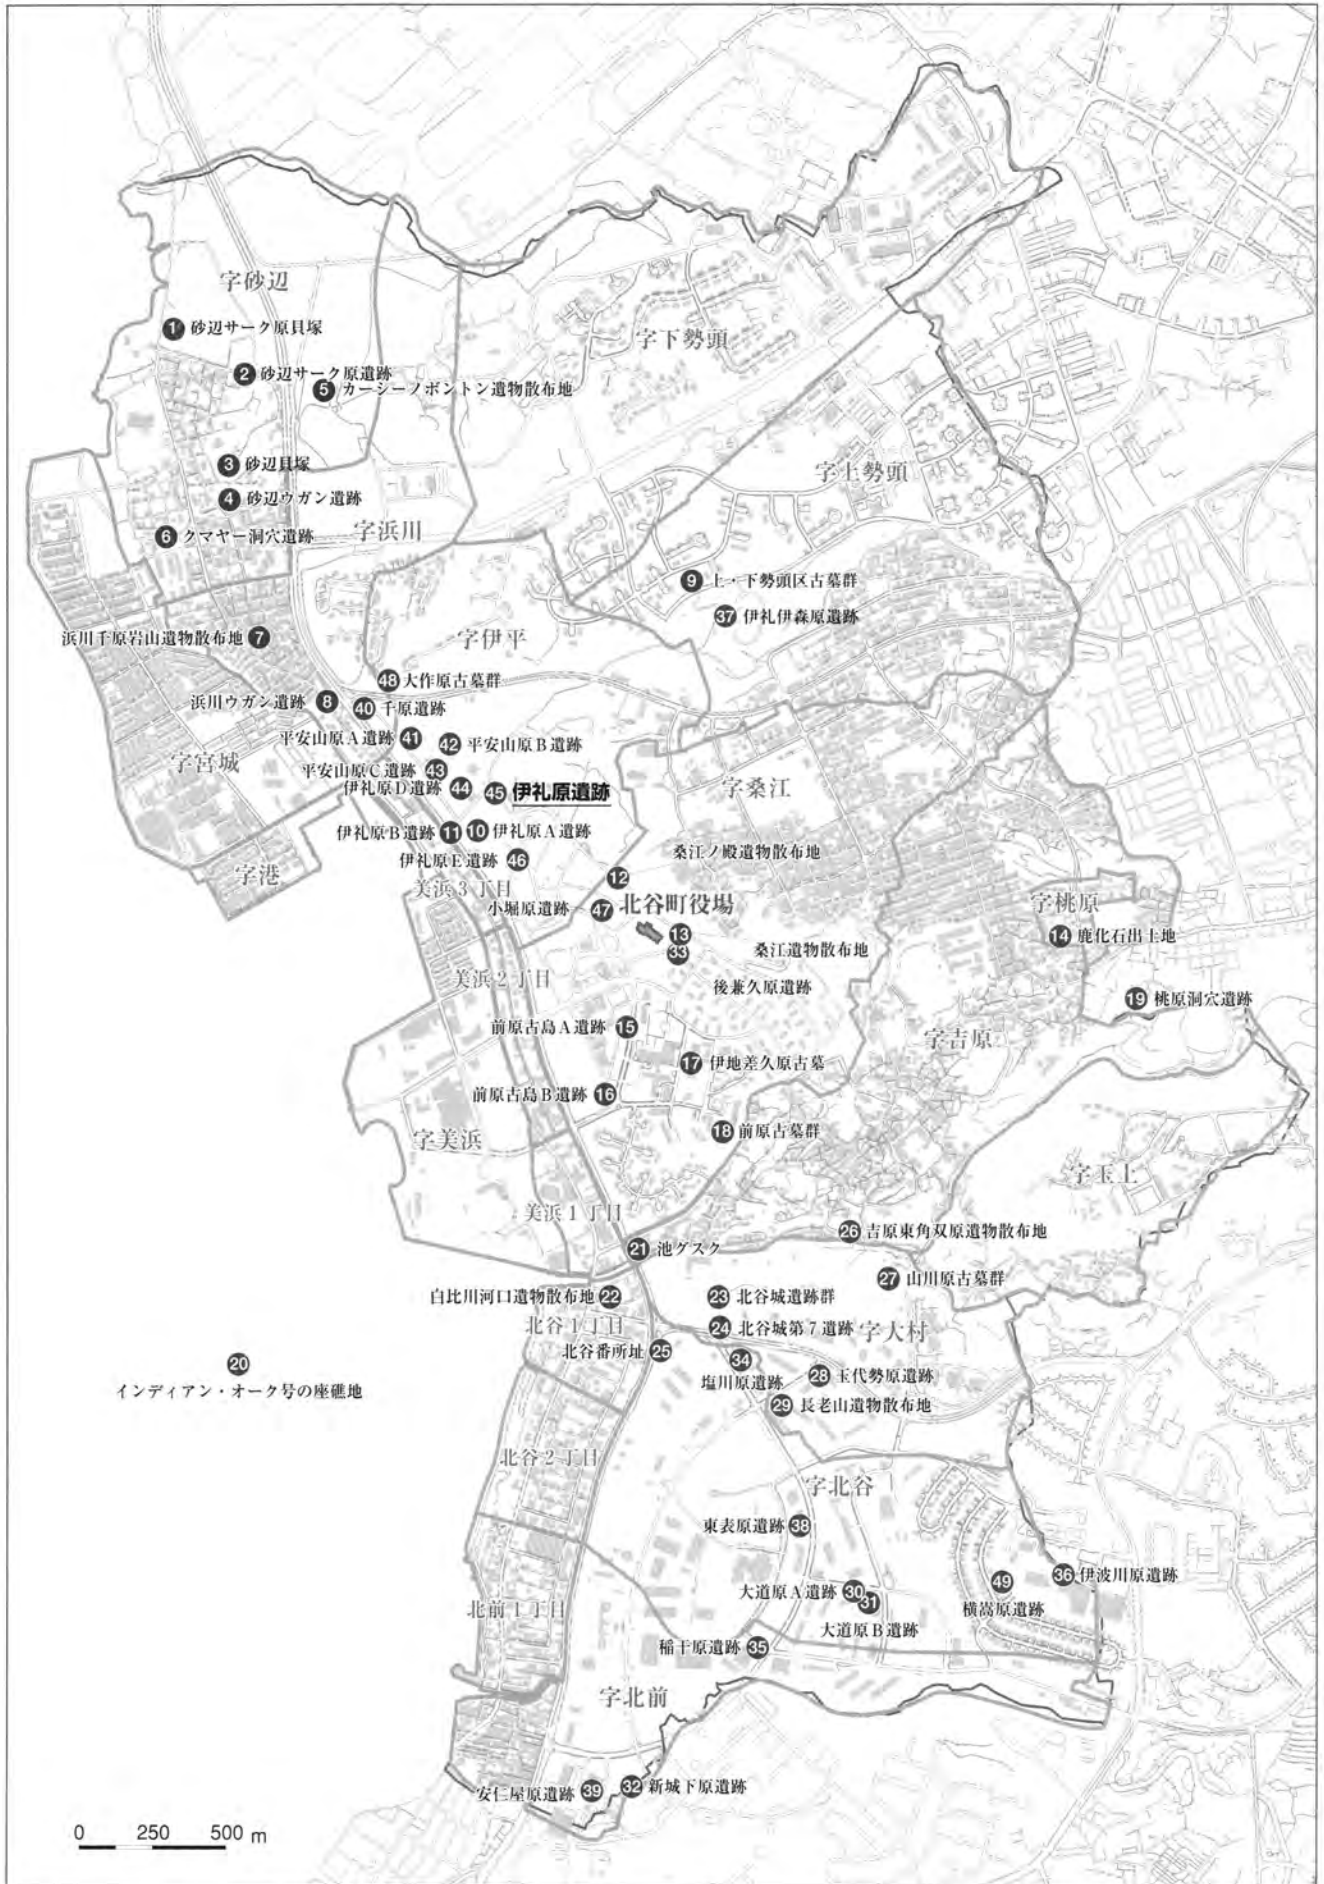 字砂辺
1 砂辺サーク原貝塚
2 砂辺サーク原遺跡
5 カーシーノボントン遺物散布地
字下勢頭
3 砂辺貝塚
字上勢頭
4 砂辺ウガン遺跡
字浜川
6 クマヤー洞穴遺跡
9 上・下勢頭区古墓群
37 伊礼伊森原遺跡
浜川千原岩山遺物散布地 7
字伊平
48 大作原古墓群
浜川ウガン遺跡 8
40 千原遺跡
平安山原A遺跡 41
42 平安山原B遺跡
字宮城
平安山原C遺跡 43
伊礼原D遺跡 44
45 伊礼原遺跡
字桑江
伊礼原B遺跡 11
10 伊礼原A遺跡
伊礼原E遺跡 46
桑江ノ殿遺物散布地
字港
12
美浜3丁目
小堀原遺跡 47
北谷町役場
字桃原
13
14 鹿化石出土地
33
桑江遺物散布地
美浜2丁目
後兼久原遺跡
19 桃原洞穴遺跡
前原古島A遺跡 15
字吉原
17 伊地差久原古墓
前原古島B遺跡 16
字美浜
18 前原古墓群
字玉上
美浜1丁目
26 吉原東角双原遺物散布地
21 池グスク
27 山川原古墓群
白比川河口遺物散布地 22
23 北谷城遺跡群
北谷1丁目
24 北谷城第7遺跡
字大村
北谷番所址 25
20
インディアン・オーク号の座礁地
34
塩川原遺跡
28 玉代勢原遺跡
29 長老山遺物散布地
北谷2丁目
字北谷
東表原遺跡 38
36 伊波川原遺跡
大道原A遺跡 30
31
大道原B遺跡
49
横嵩原遺跡
北前1丁目
稲干原遺跡 35
字北前
安仁屋原遺跡 39
32 新城下原遺跡
0 250 500 m